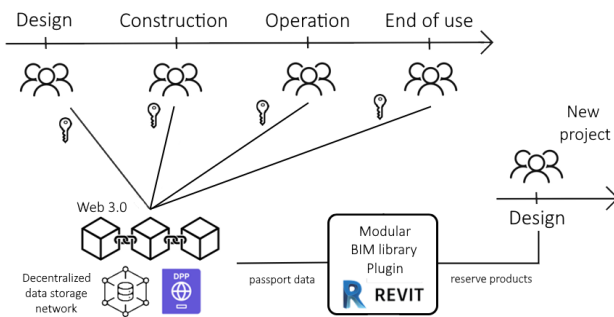 Design
Construction
Operation
End of use
New
project
Design
Web 3.0
Decentralized
data storage
network
DPP
passport data
Modular
BIM library
Plugin
R REVIT
reserve products